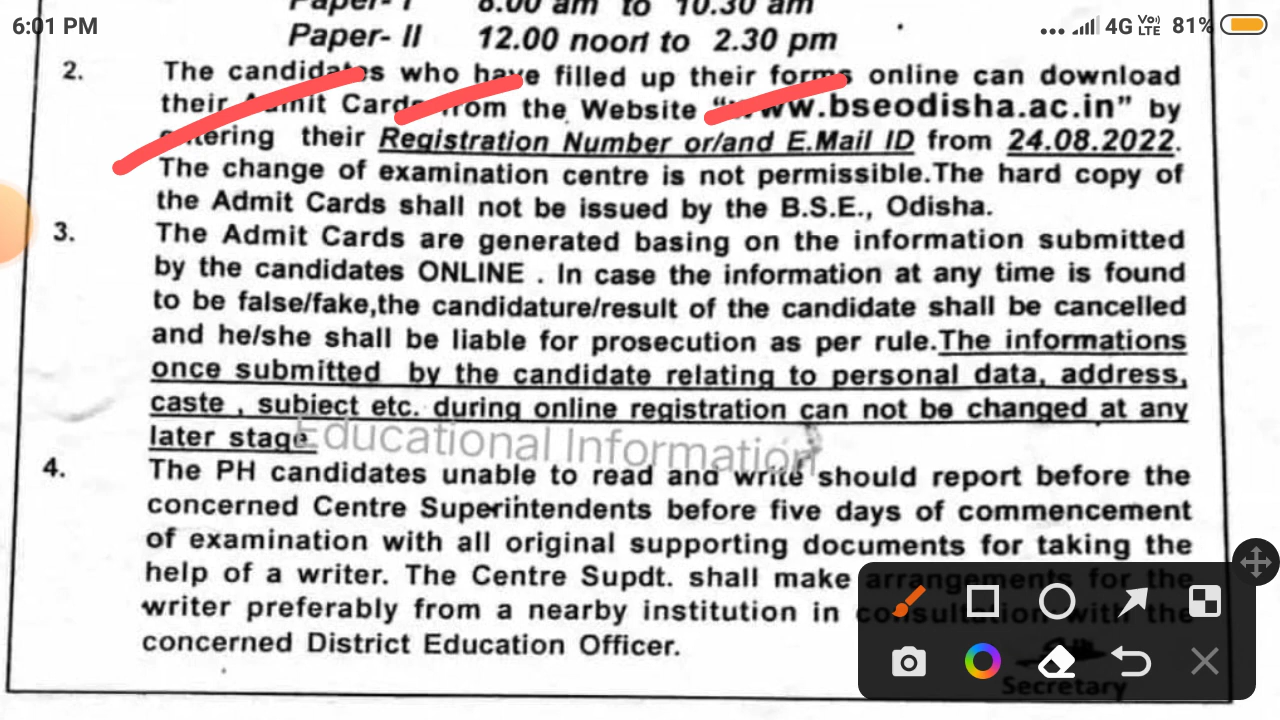 6:01 PM 4G Vo)) LTE 81%
Paper- I 8.00 am to 10.30 am
Paper- II 12.00 noon to 2.30 pm
2. The candidates who have filled up their forms online can download
their Admit Cards from the Website "www.bseodisha.ac.in" by
entering their Registration Number or/and E.Mail ID from 24.08.2022.
The change of examination centre is not permissible.The hard copy of
the Admit Cards shall not be issued by the B.S.E., Odisha.
3. The Admit Cards are generated basing on the information submitted
by the candidates ONLINE . In case the information at any time is found
to be false/fake,the candidature/result of the candidate shall be cancelled
and he/she shall be liable for prosecution as per rule.The informations
once submitted by the candidate relating to personal data, address,
caste , subject etc. during online registration can not be changed at any
later stage
Educational Information
4. The PH candidates unable to read and write should report before the
concerned Centre Superintendents before five days of commencement
of examination with all original supporting documents for taking the
help of a writer. The Centre Supdt. shall make arrangements for the
writer preferably from a nearby institution in consultation with the
concerned District Education Officer.
Secretary